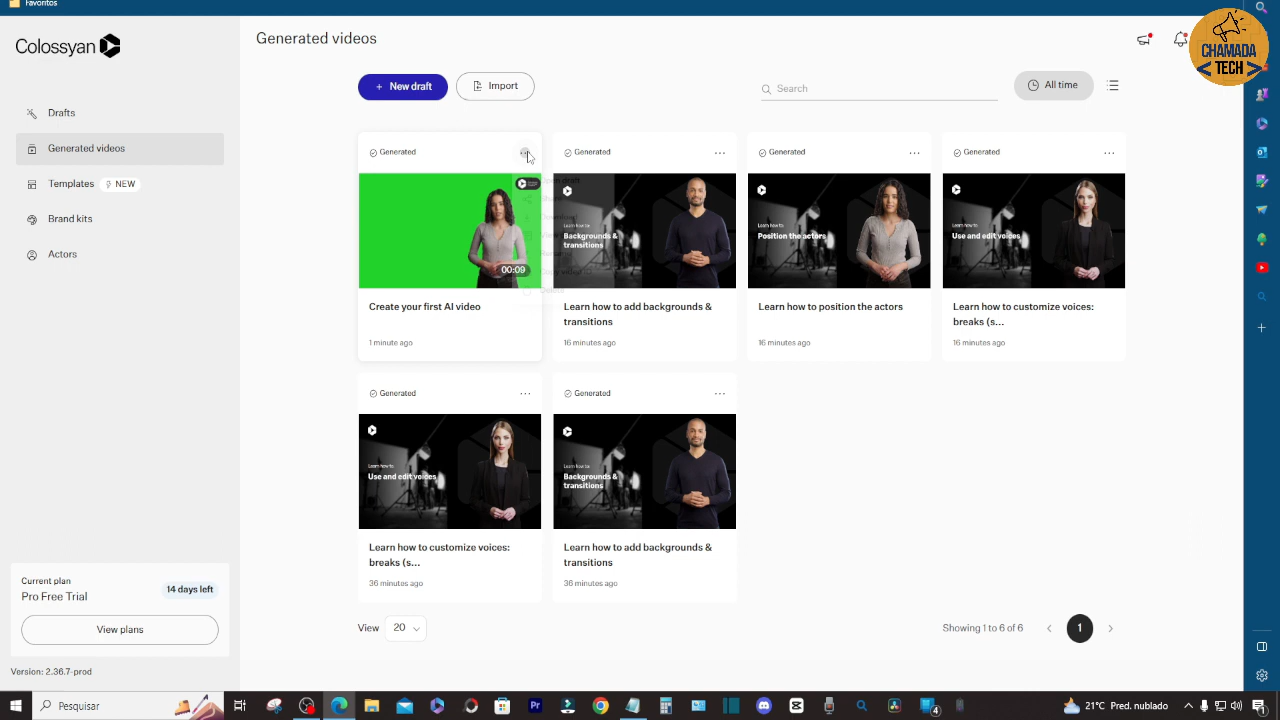 Favoritos
Colossyan
Generated videos
CHAMADA
< TECH >
+ New draft
Import
Search
All time
Drafts
Generated videos
Templates
NEW
Brand kits
Actors
Generated
00:09
Create your first AI video
1 minute ago
Generated
Learn how to:
Backgrounds &
transitions
Learn how to add backgrounds &
transitions
16 minutes ago
Generated
Learn how to:
Position the actors
Learn how to position the actors
16 minutes ago
Generated
Learn how to:
Use and edit voices
Learn how to customize voices:
breaks (s...
16 minutes ago
Generated
Learn how to:
Use and edit voices
Learn how to customize voices:
breaks (s...
36 minutes ago
Generated
Learn how to:
Backgrounds &
transitions
Learn how to add backgrounds &
transitions
36 minutes ago
View
20
Showing 1 to 6 of 6
1
Current plan
Pro Free Trial
14 days left
View plans
Version: 2.36.7-prod
Pesquisar
21°C Pred. nublado